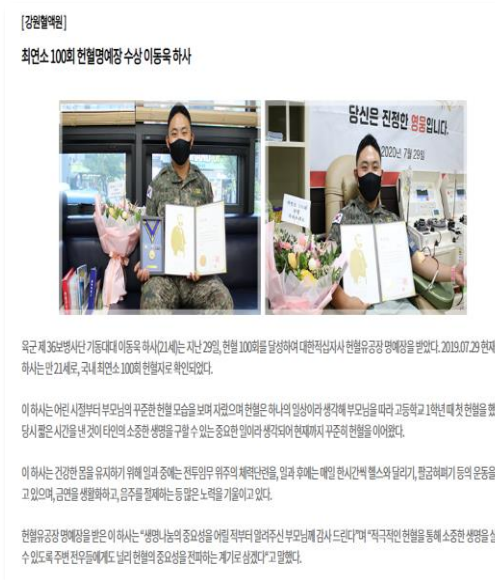 [강원혈액원]
최연소 100회 헌혈명예장 수상 이동욱 하사
당신은 진정한 영웅입니다.
2020년 7월 29일
육군 제 36보병사단 기동대대 이동욱 하사(21세)는 지난 29일, 헌혈 100회를 달성하여 대한적십자사 헌혈유공장 명예장을 받았다. 2019.07.29 현재
하사는 만 21세로, 국내 최연소 100회 헌혈자로 확인되었다.
이 하사는 어린 시절부터 부모님의 꾸준한 헌혈 모습을 보며 자랐으며 헌혈은 하나의 일상이라 생각해 부모님을 따라 고등학교 1학년 때 첫 헌혈을 했
당시 짧은 시간을 낸 것이 타인의 소중한 생명을 구할 수 있는 중요한 일이라 생각되어 현재까지 꾸준히 헌혈을 이어왔다.
이 하사는 건강한 몸을 유지하기 위해 일과 중에는 전투임무 위주의 체력단련을, 일과 후에는 매일 한시간씩 헬스와 달리기, 팔굽혀펴기 등의 운동을
고 있으며, 금연을 생활화하고, 음주를 절제하는 등 많은 노력을 기울이고 있다.
헌혈유공장 명예장을 받은 이 하사는 “생명나눔의 중요성을 어릴 적부터 알려주신 부모님께 감사 드린다”며 “적극적인 헌혈을 통해 소중한 생명을 살
수 있도록 주변 전우들에게도 널리 헌혈의 중요성을 전파하는 계기로 삼겠다“고 말했다.